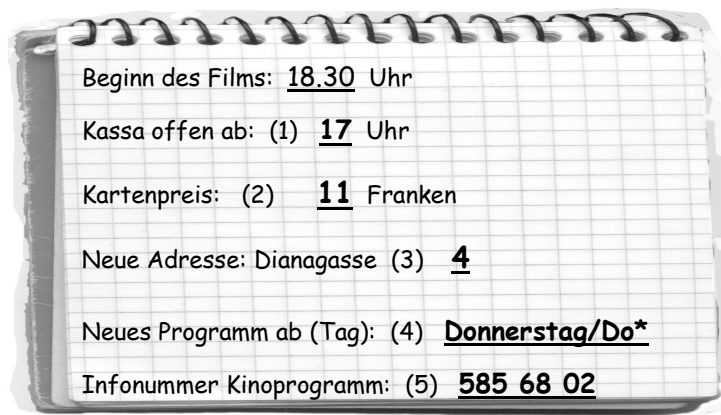 Beginn des Films: 18.30 Uhr
Kassa offen ab: (1) 17 Uhr
Kartenpreis: (2) 11 Franken
Neue Adresse: Dianagasse (3) 4
Neues Programm ab (Tag): (4) Donnerstag/Do*
Infonummer Kinoprogramm: (5) 585 68 02